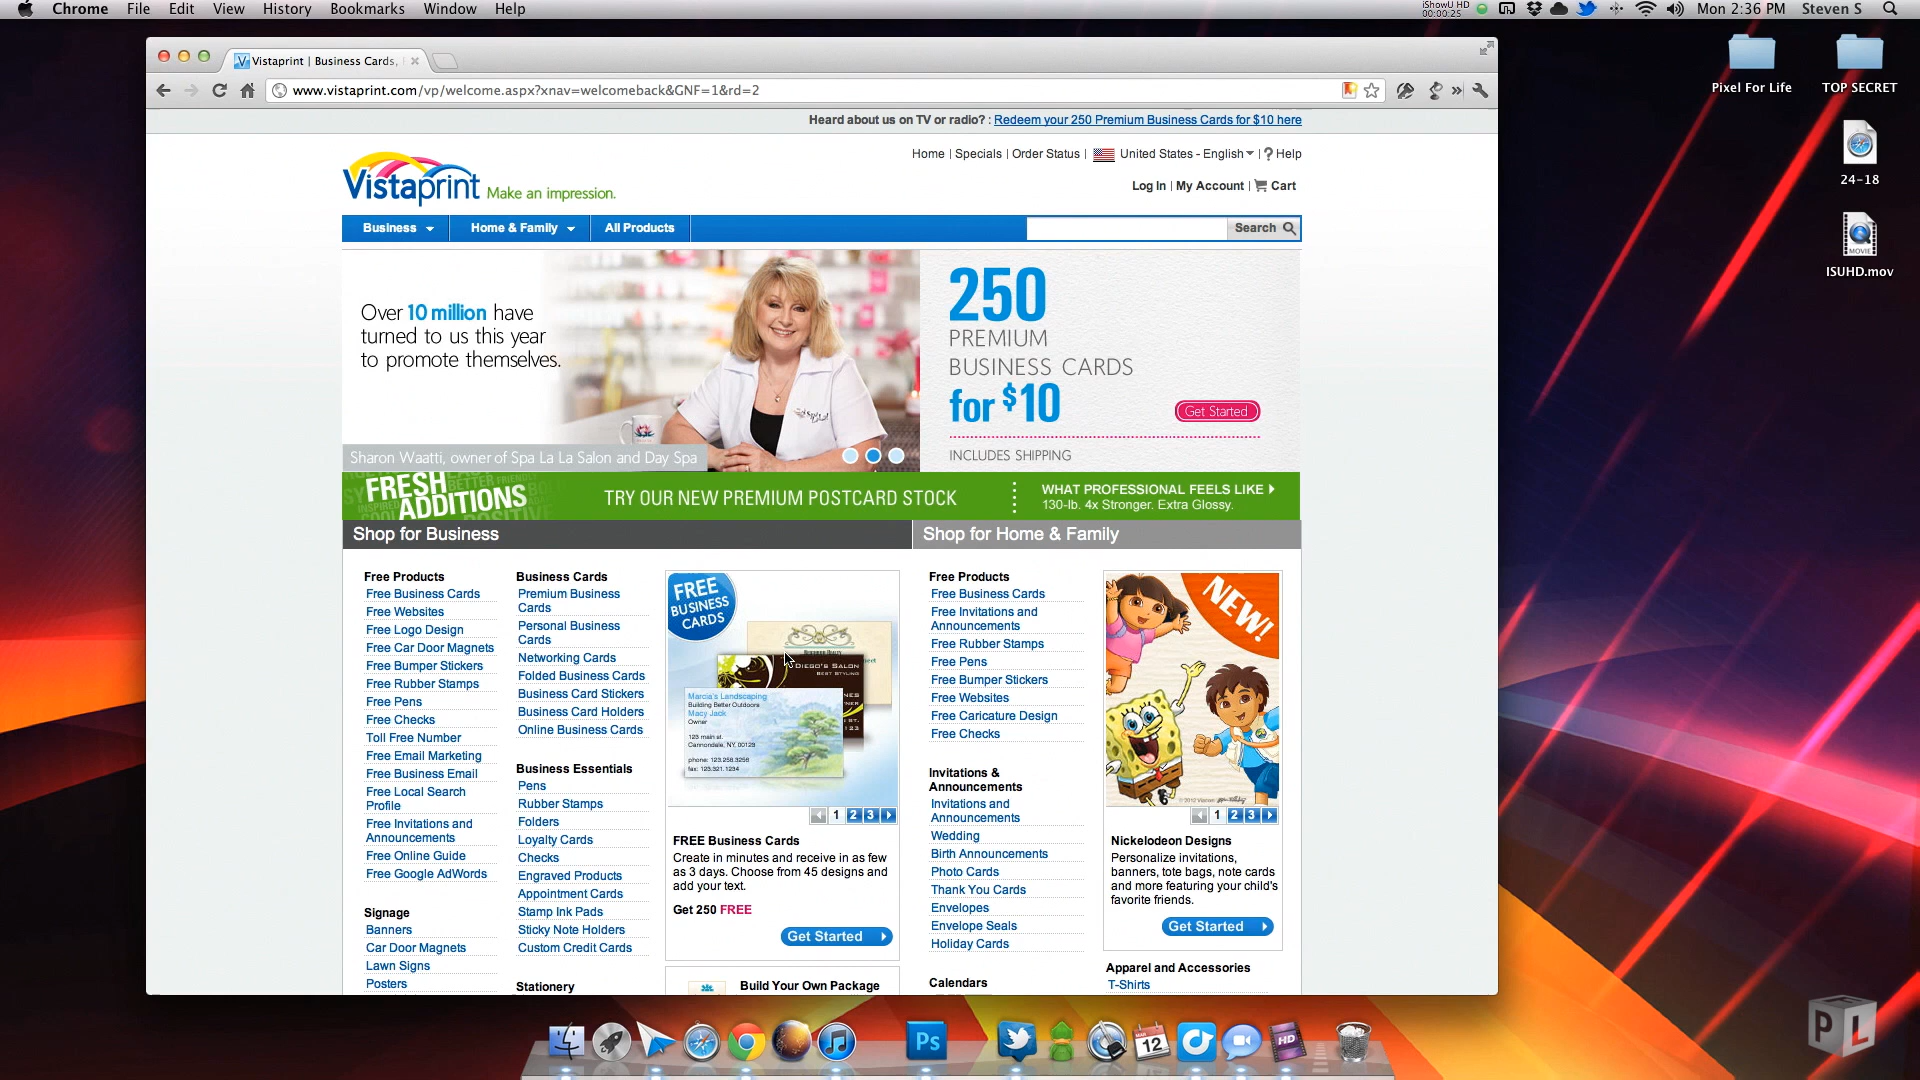 Chrome File Edit View History Bookmarks Window Help
iShowU HD
00:00:25
Mon 2:36 PM Steven S
Vistaprint | Business Cards,
www.vistaprint.com/vp/welcome.aspx?xnav=welcomeback&GNF=1&rd=2
Pixel For Life
TOP SECRET
24-18
MOVIE
ISUHD.mov
Heard about us on TV or radio? : Redeem your 250 Premium Business Cards for $10 here
Home | Specials | Order Status | United States - English | ? Help
Vistaprint Make an impression.
Log In | My Account | Cart
Business Home & Family All Products
Search
Over 10 million have
turned to us this year
to promote themselves.
Sharon Waatti, owner of Spa La La Salon and Day Spa
250
PREMIUM
BUSINESS CARDS
for $10
Get Started
INCLUDES SHIPPING
FRESH
ADDITIONS
TRY OUR NEW PREMIUM POSTCARD STOCK
WHAT PROFESSIONAL FEELS LIKE
130-lb. 4x Stronger. Extra Glossy.
Shop for Business
Shop for Home & Family
Free Products
Free Business Cards
Free Websites
Free Logo Design
Free Car Door Magnets
Free Bumper Stickers
Free Rubber Stamps
Free Pens
Free Checks
Toll Free Number
Free Email Marketing
Free Business Email
Free Local Search
Profile
Free Invitations and
Announcements
Free Online Guide
Free Google AdWords
Signage
Banners
Car Door Magnets
Lawn Signs
Posters
Business Cards
Premium Business
Cards
Personal Business
Cards
Networking Cards
Folded Business Cards
Business Card Stickers
Business Card Holders
Online Business Cards
Business Essentials
Pens
Rubber Stamps
Folders
Loyalty Cards
Checks
Engraved Products
Appointment Cards
Stamp Ink Pads
Sticky Note Holders
Custom Credit Cards
Stationery
FREE
BUSINESS
CARDS
DIEGO'S SALON
BEST STYLING
Marcia's Landscaping
Building Better Outdoors
Macy Jack
Owner
123 main st.
Cannondale, NY, 00129
phone: 123.258.3256
fax: 123.321.1234
1 2 3
FREE Business Cards
Create in minutes and receive in as few
as 3 days. Choose from 45 designs and
add your text.
Get 250 FREE
Get Started
Build Your Own Package
Free Products
Free Business Cards
Free Invitations and
Announcements
Free Rubber Stamps
Free Pens
Free Bumper Stickers
Free Websites
Free Caricature Design
Free Checks
Invitations &
Announcements
Invitations and
Announcements
Wedding
Birth Announcements
Photo Cards
Thank You Cards
Envelopes
Envelope Seals
Holiday Cards
Calendars
NEW!
1 2 3
Nickelodeon Designs
Personalize invitations,
banners, tote bags, note cards
and more featuring your child's
favorite friends.
Get Started
Apparel and Accessories
T-Shirts
Ps
12
HD
PL